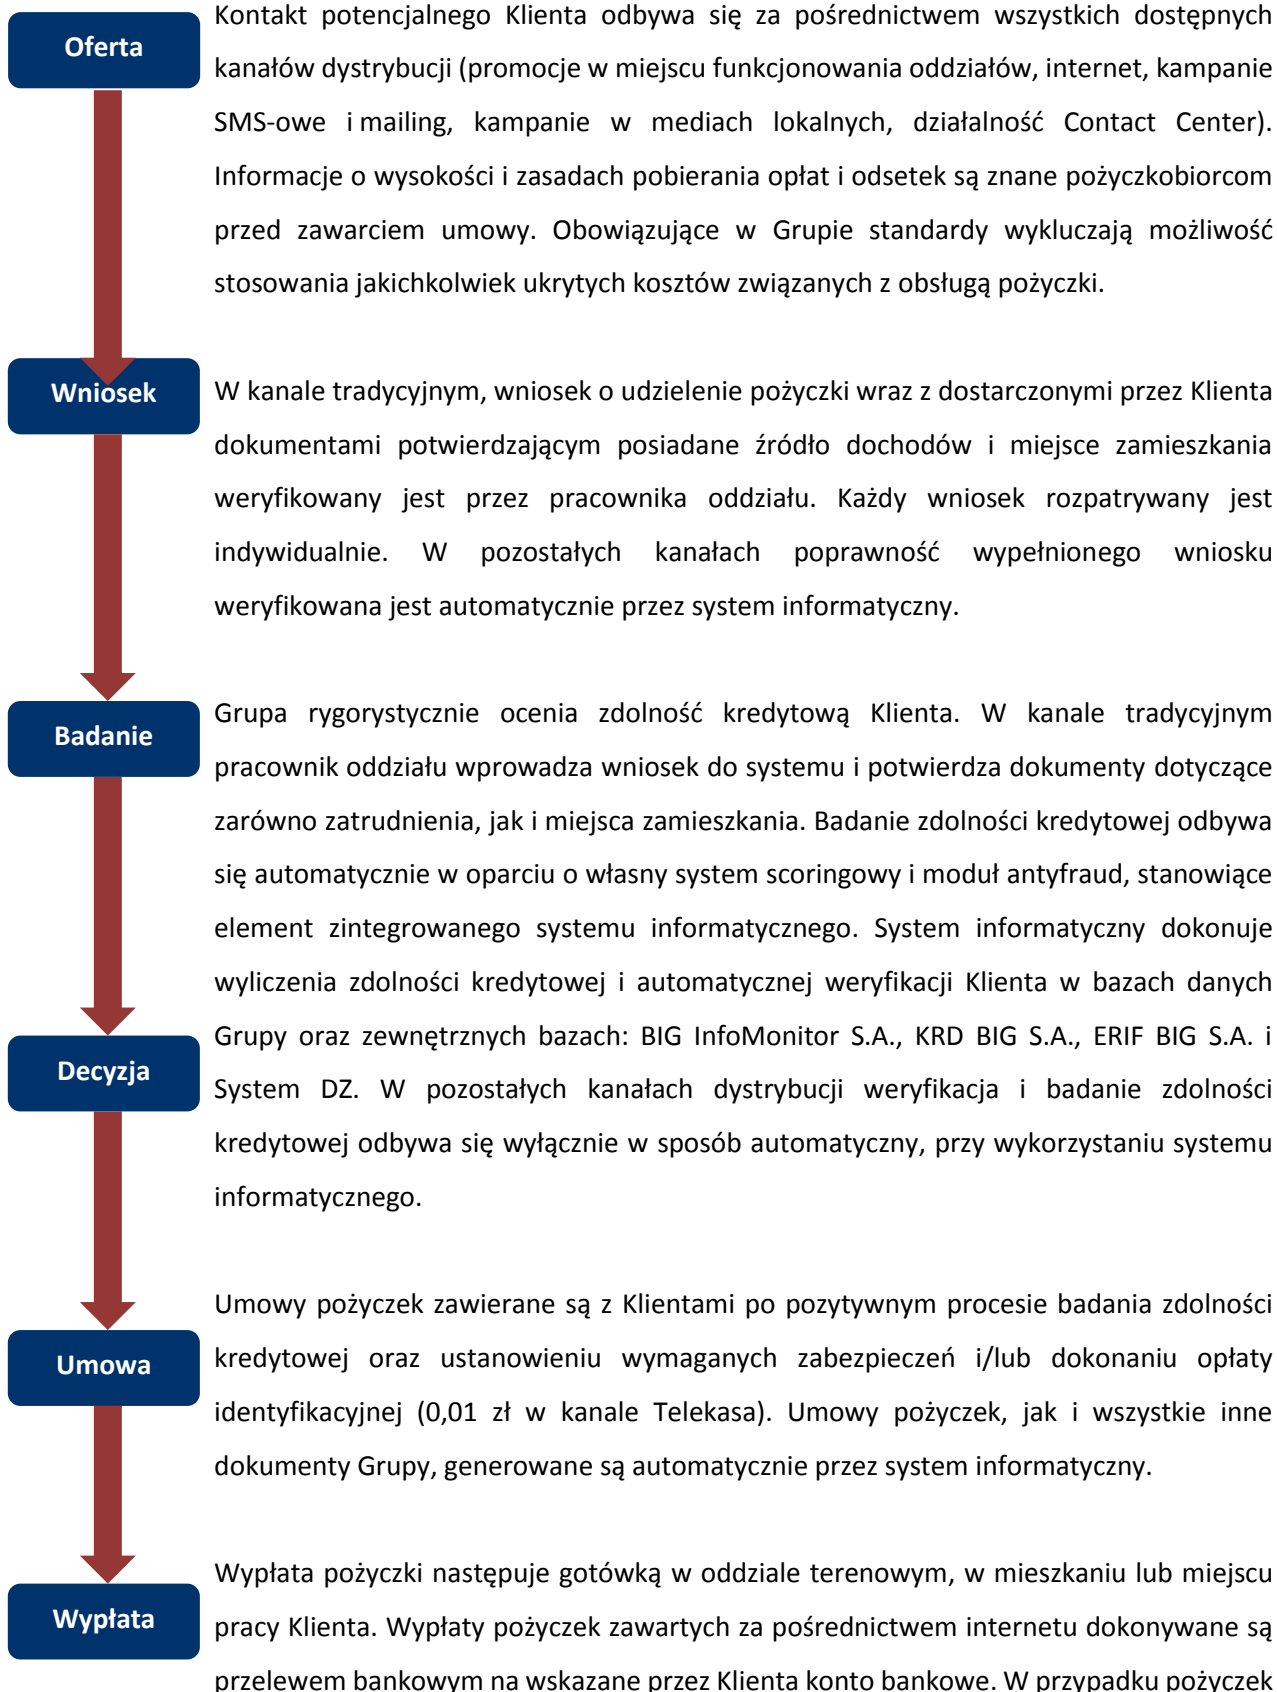 Oferta
Kontakt potencjalnego Klienta odbywa się za pośrednictwem wszystkich dostępnych
kanałów dystrybucji (promocje w miejscu funkcjonowania oddziałów, internet, kampanie
SMS-owe i mailing, kampanie w mediach lokalnych, działalność Contact Center).
Informacje o wysokości i zasadach pobierania opłat i odsetek są znane pożyczkobiorcom
przed zawarciem umowy. Obowiązujące w Grupie standardy wykluczają możliwość
stosowania jakichkolwiek ukrytych kosztów związanych z obsługą pożyczki.
Wniosek
W kanale tradycyjnym, wniosek o udzielenie pożyczki wraz z dostarczonymi przez Klienta
dokumentami potwierdzającym posiadane źródło dochodów i miejsce zamieszkania
weryfikowany jest przez pracownika oddziału. Każdy wniosek rozpatrywany jest
indywidualnie. W pozostałych kanałach poprawność wypełnionego wniosku
weryfikowana jest automatycznie przez system informatyczny.
Badanie
Grupa rygorystycznie ocenia zdolność kredytową Klienta. W kanale tradycyjnym
pracownik oddziału wprowadza wniosek do systemu i potwierdza dokumenty dotyczące
zarówno zatrudnienia, jak i miejsca zamieszkania. Badanie zdolności kredytowej odbywa
się automatycznie w oparciu o własny system scoringowy i moduł antyfraud, stanowiące
element zintegrowanego systemu informatycznego. System informatyczny dokonuje
wyliczenia zdolności kredytowej i automatycznej weryfikacji Klienta w bazach danych
Grupy oraz zewnętrznych bazach: BIG InfoMonitor S.A., KRD BIG S.A., ERIF BIG S.A. i
Decyzja
System DZ. W pozostałych kanałach dystrybucji weryfikacja i badanie zdolności
kredytowej odbywa się wyłącznie w sposób automatyczny, przy wykorzystaniu systemu
informatycznego.
Umowy pożyczek zawierane są z Klientami po pozytywnym procesie badania zdolności
Umowa
kredytowej oraz ustanowieniu wymaganych zabezpieczeń i/lub dokonaniu opłaty
identyfikacyjnej (0,01 zł w kanale Telekasa). Umowy pożyczek, jak i wszystkie inne
dokumenty Grupy, generowane są automatycznie przez system informatyczny.
Wypłata pożyczki następuje gotówką w oddziale terenowym, w mieszkaniu lub miejscu
Wypłata
pracy Klienta. Wypłaty pożyczek zawartych za pośrednictwem internetu dokonywane są
przelewem bankowym na wskazane przez Klienta konto bankowe. W przypadku pożyczek